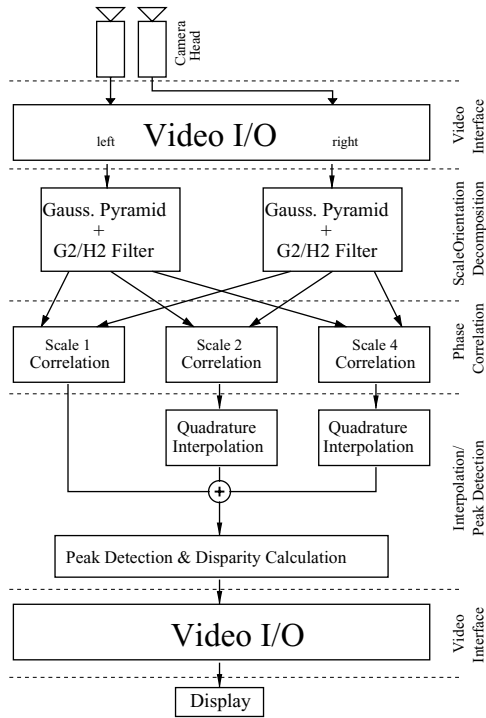 Camera
Head
Video I/O
left
right
Video
Interface
Gauss. Pyramid
+
G2/H2 Filter
Gauss. Pyramid
+
G2/H2 Filter
ScaleOrientation
Decomposition
Scale 1
Correlation
Scale 2
Correlation
Scale 4
Correlation
Phase
Correlation
Quadrature
Interpolation
Quadrature
Interpolation
+
Interpolation/
Peak Detection
Peak Detection & Disparity Calculation
Video I/O
Video
Interface
Display